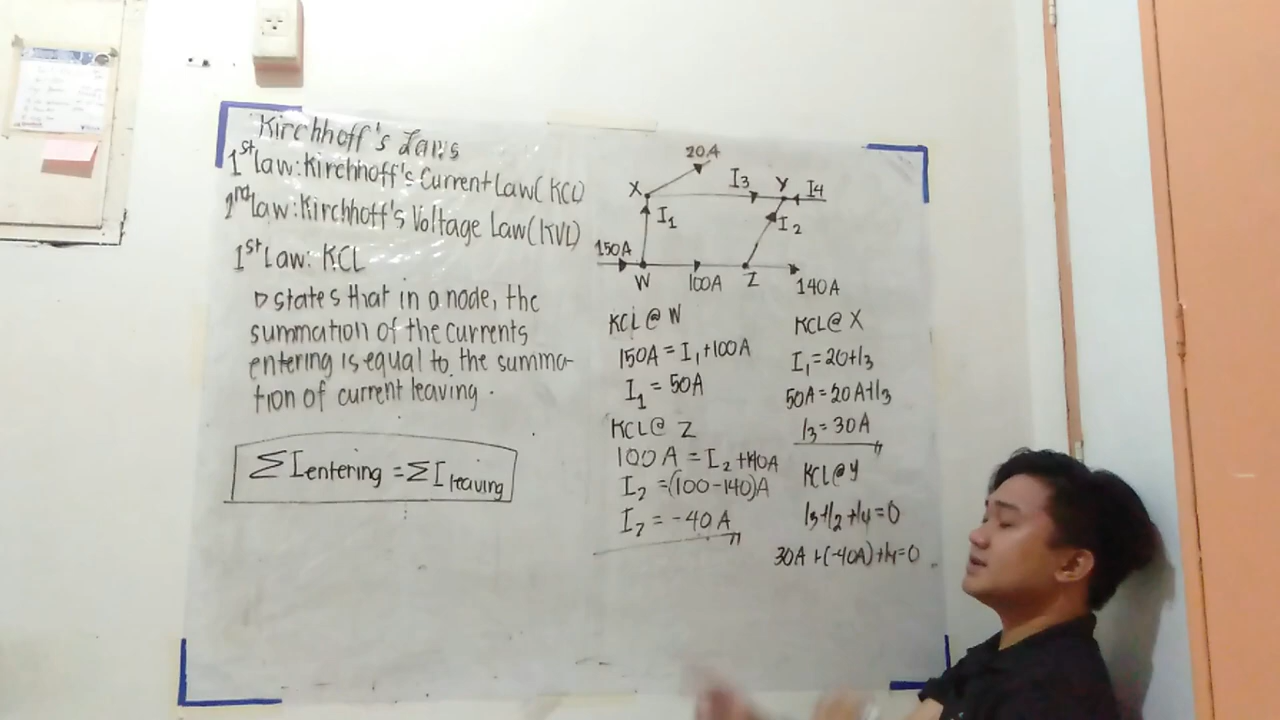 Kirchhoff's Laws
1st law: Kirchhoff's Current Law (KCL)
2nd law: Kirchhoff's Voltage Law (KVL)
1st Law: KCL
▷ states that in a node, the
summation of the currents
entering is equal to the summa-
tion of current leaving.
ΣI entering = ΣI leaving
20A
X
I3
Y
I4
I1
I2
150A
W
100A
Z
140A
KCL @ W
150A = I1 + 100A
I1 = 50A
KCL @ Z
100A = I2 + 140A
I2 = (100-140)A
I2 = -40A
KCL @ X
I1 = 20 + I3
50A = 20A + I3
I3 = 30A
KCL @ Y
I3 + I2 + I4 = 0
30A + (-40A) + I4 = 0